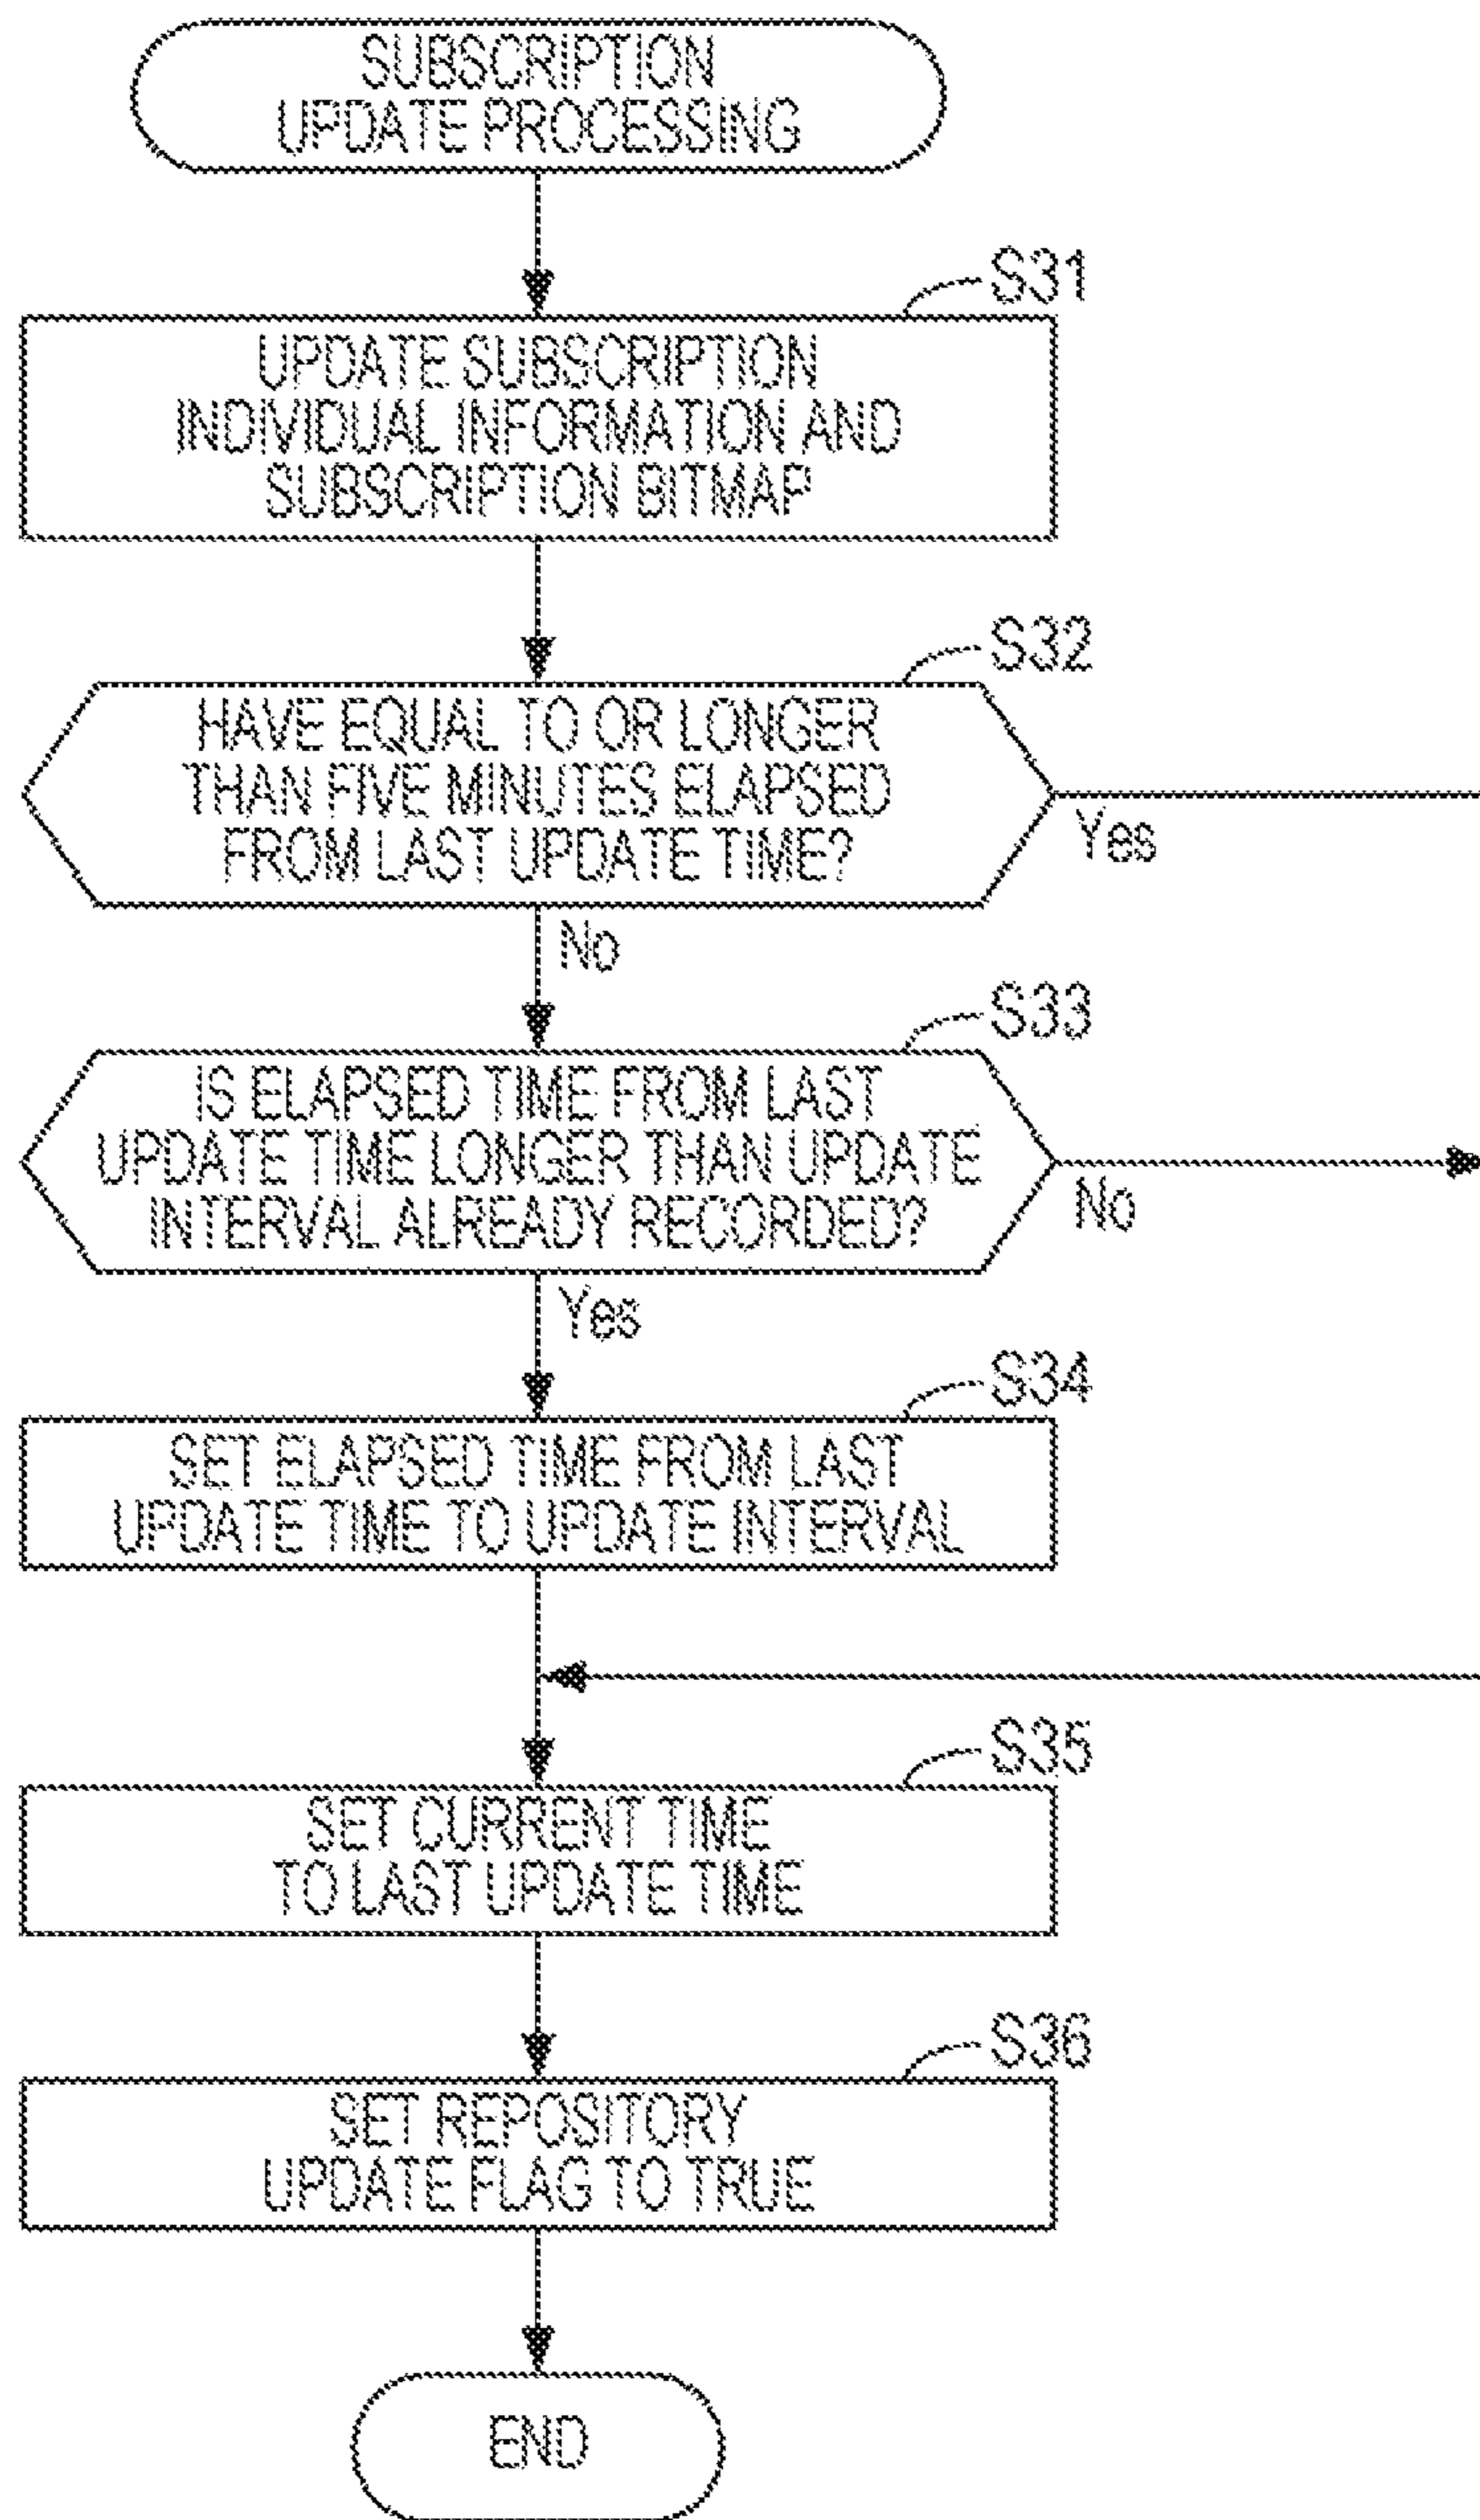 SUBSCRIPTION
UPDATE PROCESSING
S31
UPDATE SUBSCRIPTION
INDIVIDUAL INFORMATION AND
SUBSCRIPTION BITMAP
S32
HAVE EQUAL TO OR LONGER
THAN FIVE MINUTES ELAPSED
FROM LAST UPDATE TIME?
Yes
No
S33
IS ELAPSED TIME FROM LAST
UPDATE TIME LONGER THAN UPDATE
INTERVAL ALREADY RECORDED?
No
Yes
S34
SET ELAPSED TIME FROM LAST
UPDATE TIME TO UPDATE INTERVAL
S35
SET CURRENT TIME
TO LAST UPDATE TIME
S36
SET REPOSITORY
UPDATE FLAG TO TRUE
END